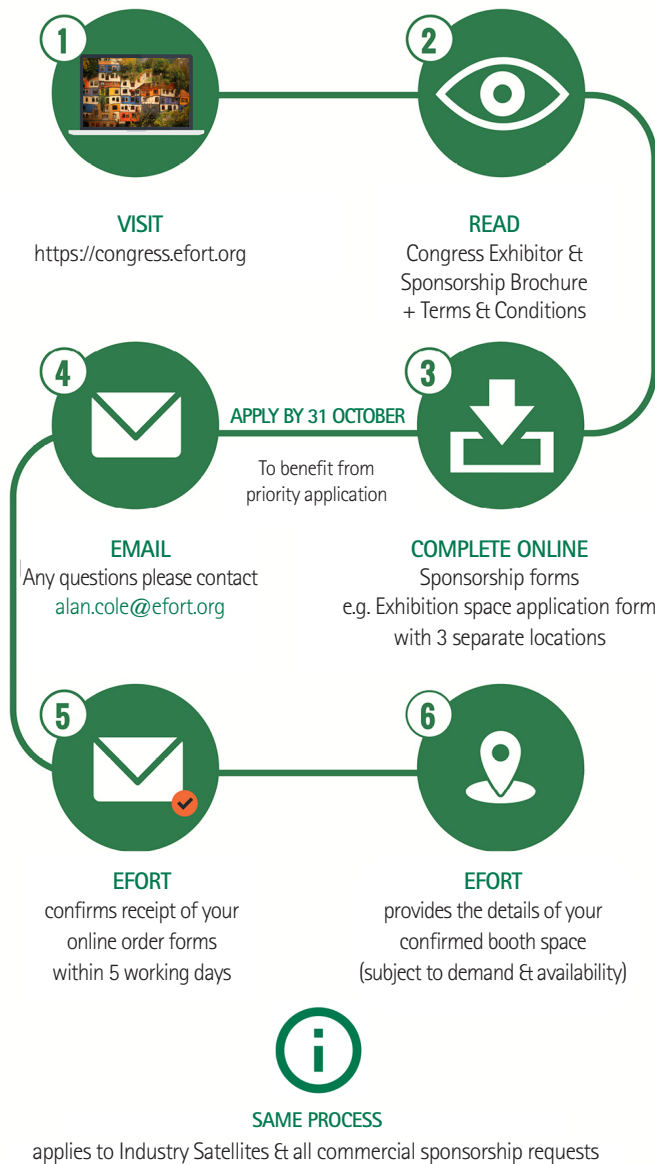 1
VISIT
https://congress.efort.org
2
READ
Congress Exhibitor &
Sponsorship Brochure
+ Terms & Conditions
3
COMPLETE ONLINE
Sponsorship forms
e.g. Exhibition space application form
with 3 separate locations
APPLY BY 31 OCTOBER
To benefit from
priority application
4
EMAIL
Any questions please contact
alan.cole@efort.org
5
EFORT
confirms receipt of your
online order forms
within 5 working days
6
EFORT
provides the details of your
confirmed booth space
(subject to demand & availability)
i
SAME PROCESS
applies to Industry Satellites & all commercial sponsorship requests